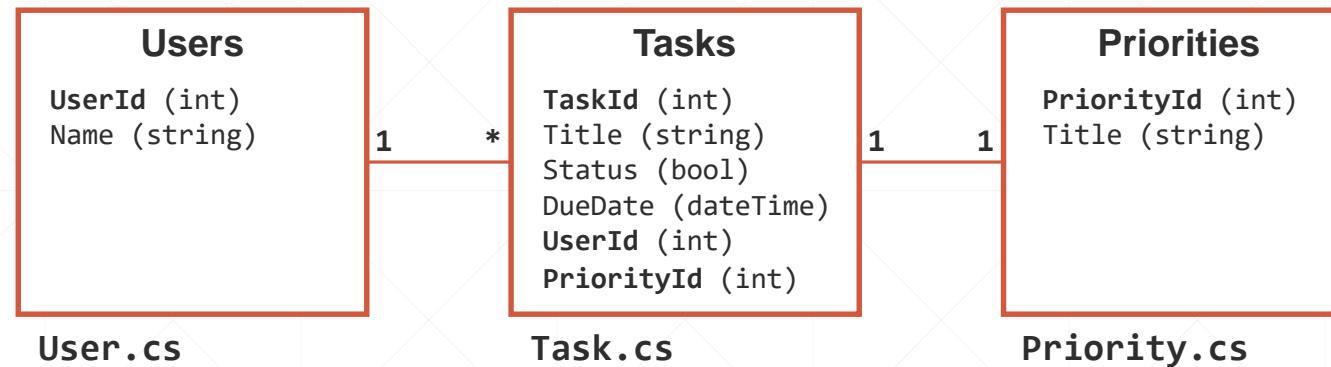 Users
UserId (int)
Name (string)
1
*
Tasks
TaskId (int)
Title (string)
Status (bool)
DueDate (dateTime)
UserId (int)
PriorityId (int)
1
1
Priorities
PriorityId (int)
Title (string)
User.cs
Task.cs
Priority.cs